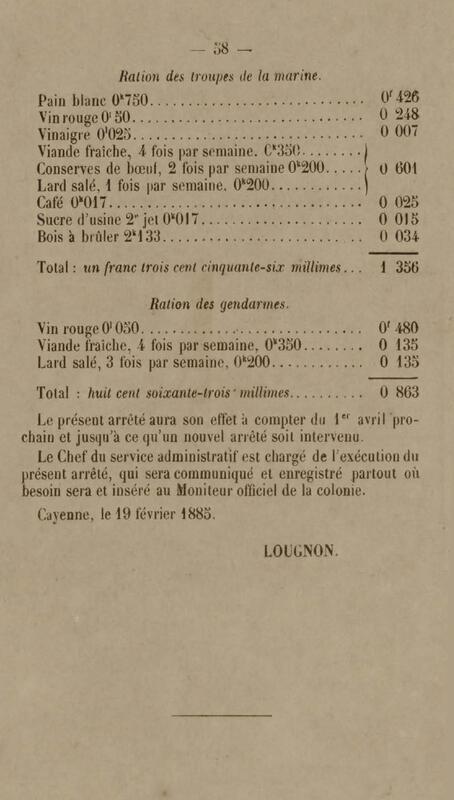 — 58 —
Ration des troupes de la marine.
Pain blanc 0k750........................ 0f 426
Vin rouge 0l 50........................ 0 248
Vinaigre 0l025........................ 0 007
Viande fraîche, 4 fois par semaine. 0k350........
Conserves de bœuf, 2 fois par semaine 0k200..... 0 601
Lard salé, 1 fois par semaine. 0k200............
Café 0k017........................ 0 025
Sucre d'usine 2e jet 0k017........................ 0 015
Bois à brûler 2k133........................ 0 034
Total : un franc trois cent cinquante-six millimes... 1 356
Ration des gendarmes.
Vin rouge 0l 050........................ 0f 480
Viande fraîche, 4 fois par semaine, 0k350........ 0 135
Lard salé, 3 fois par semaine, 0k200............ 0 135
Total : huit cent soixante-trois millimes.......... 0 863
Le présent arrêté aura son effet à compter du 1er avril pro-
chain et jusqu'à ce qu'un nouvel arrêté soit intervenu.
Le Chef du service administratif est chargé de l'exécution du
présent arrêté, qui sera communiqué et enregistré partout où
besoin sera et inséré au Moniteur officiel de la colonie.
Cayenne, le 19 février 1885.
LOUGNON.